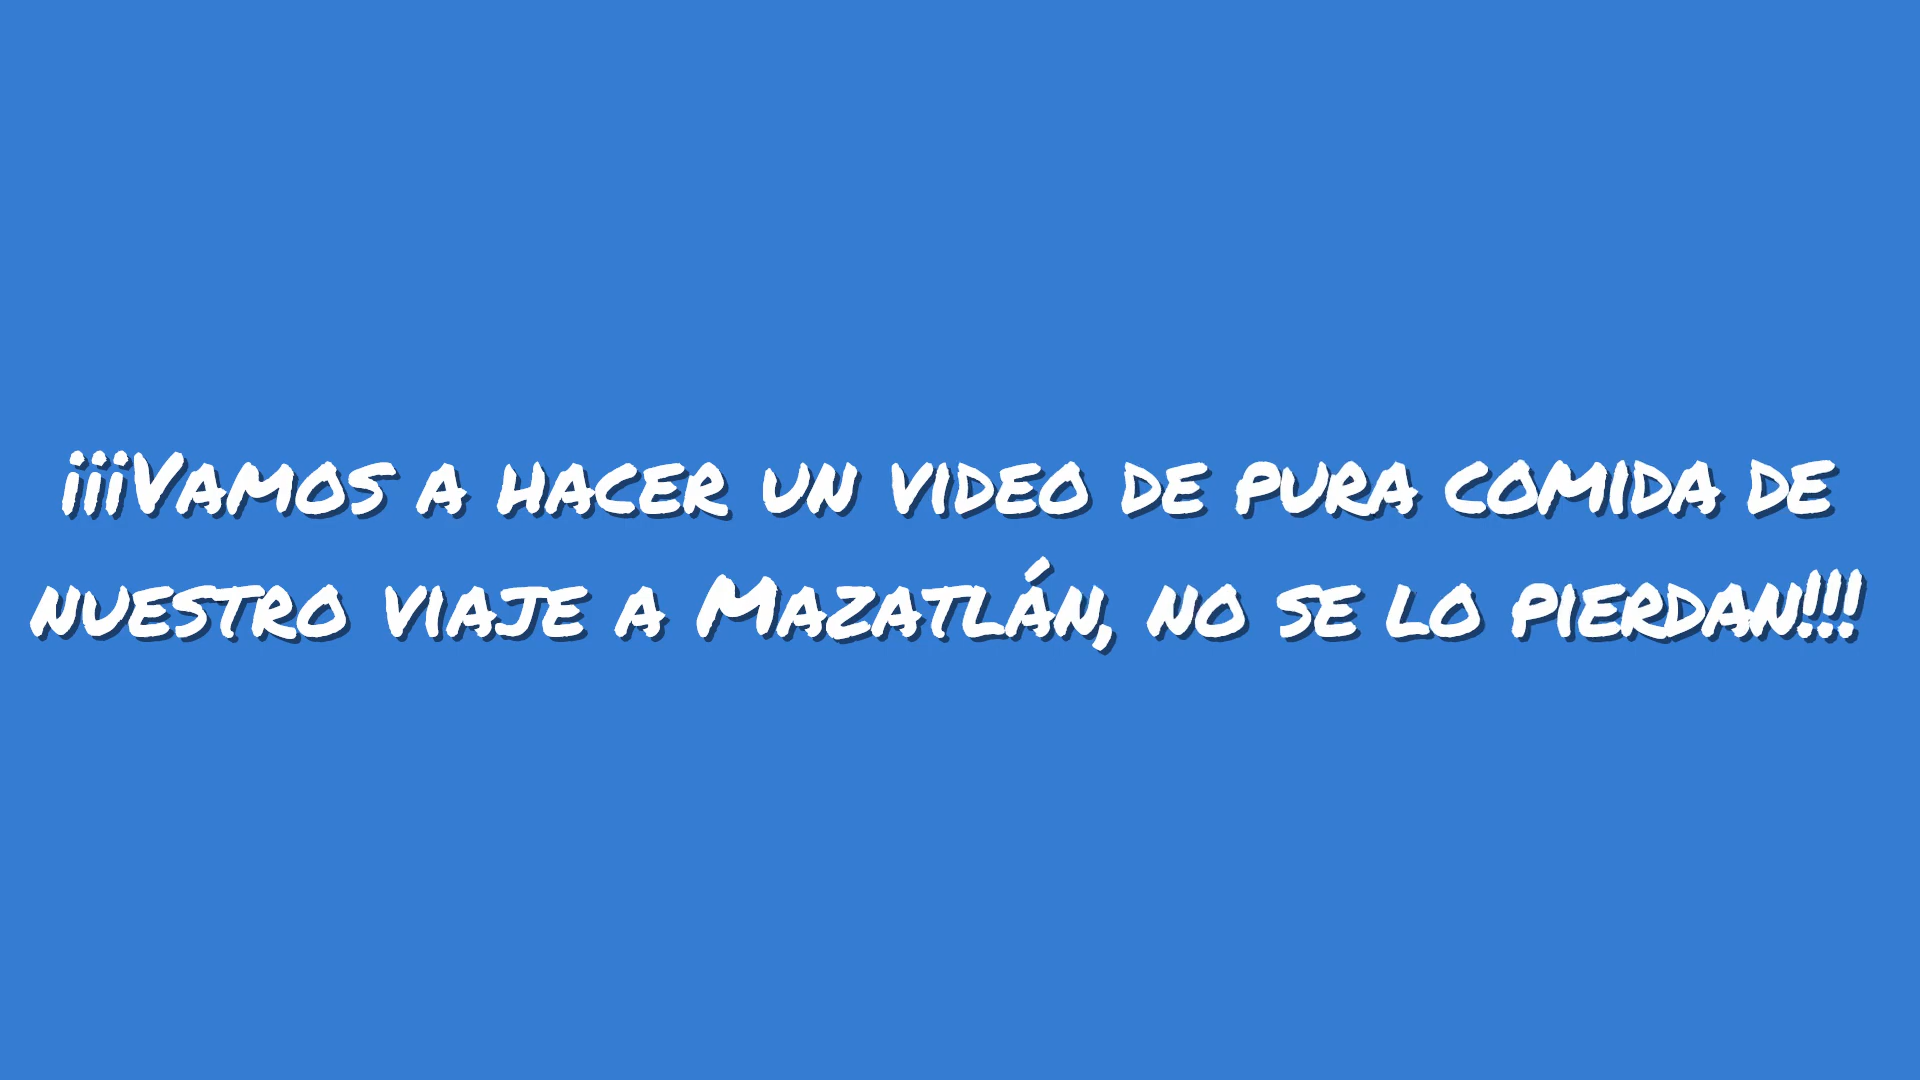 ¡¡¡Vamos a hacer un video de pura comida de
nuestro viaje a Mazatlán, no se lo pierdan!!!